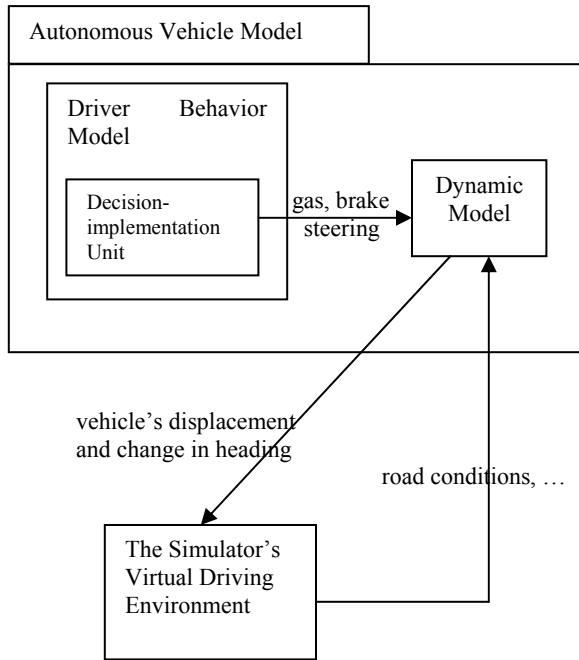 Autonomous Vehicle Model
Driver Behavior
Model
Decision-
implementation
Unit
gas, brake
steering
Dynamic
Model
vehicle’s displacement
and change in heading
road conditions, …
The Simulator’s
Virtual Driving
Environment